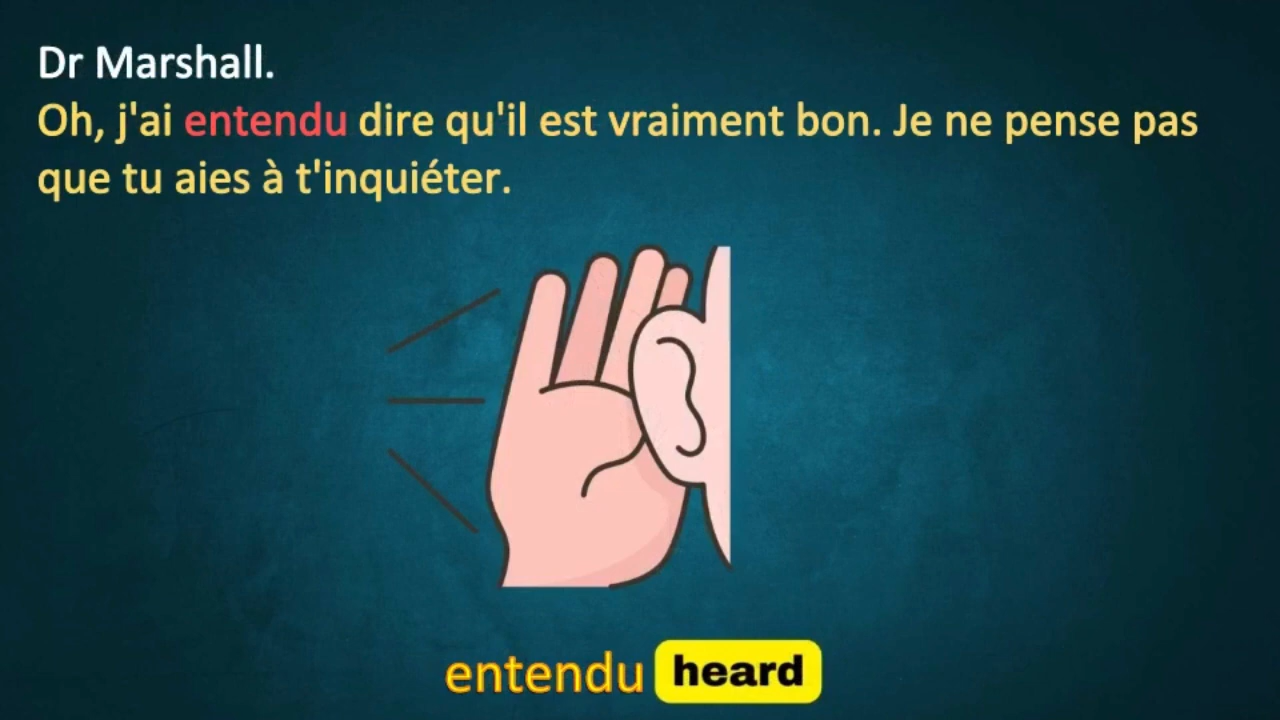 Dr Marshall.
Oh, j'ai entendu dire qu'il est vraiment bon. Je ne pense pas
que tu aies à t'inquiéter.
entendu heard